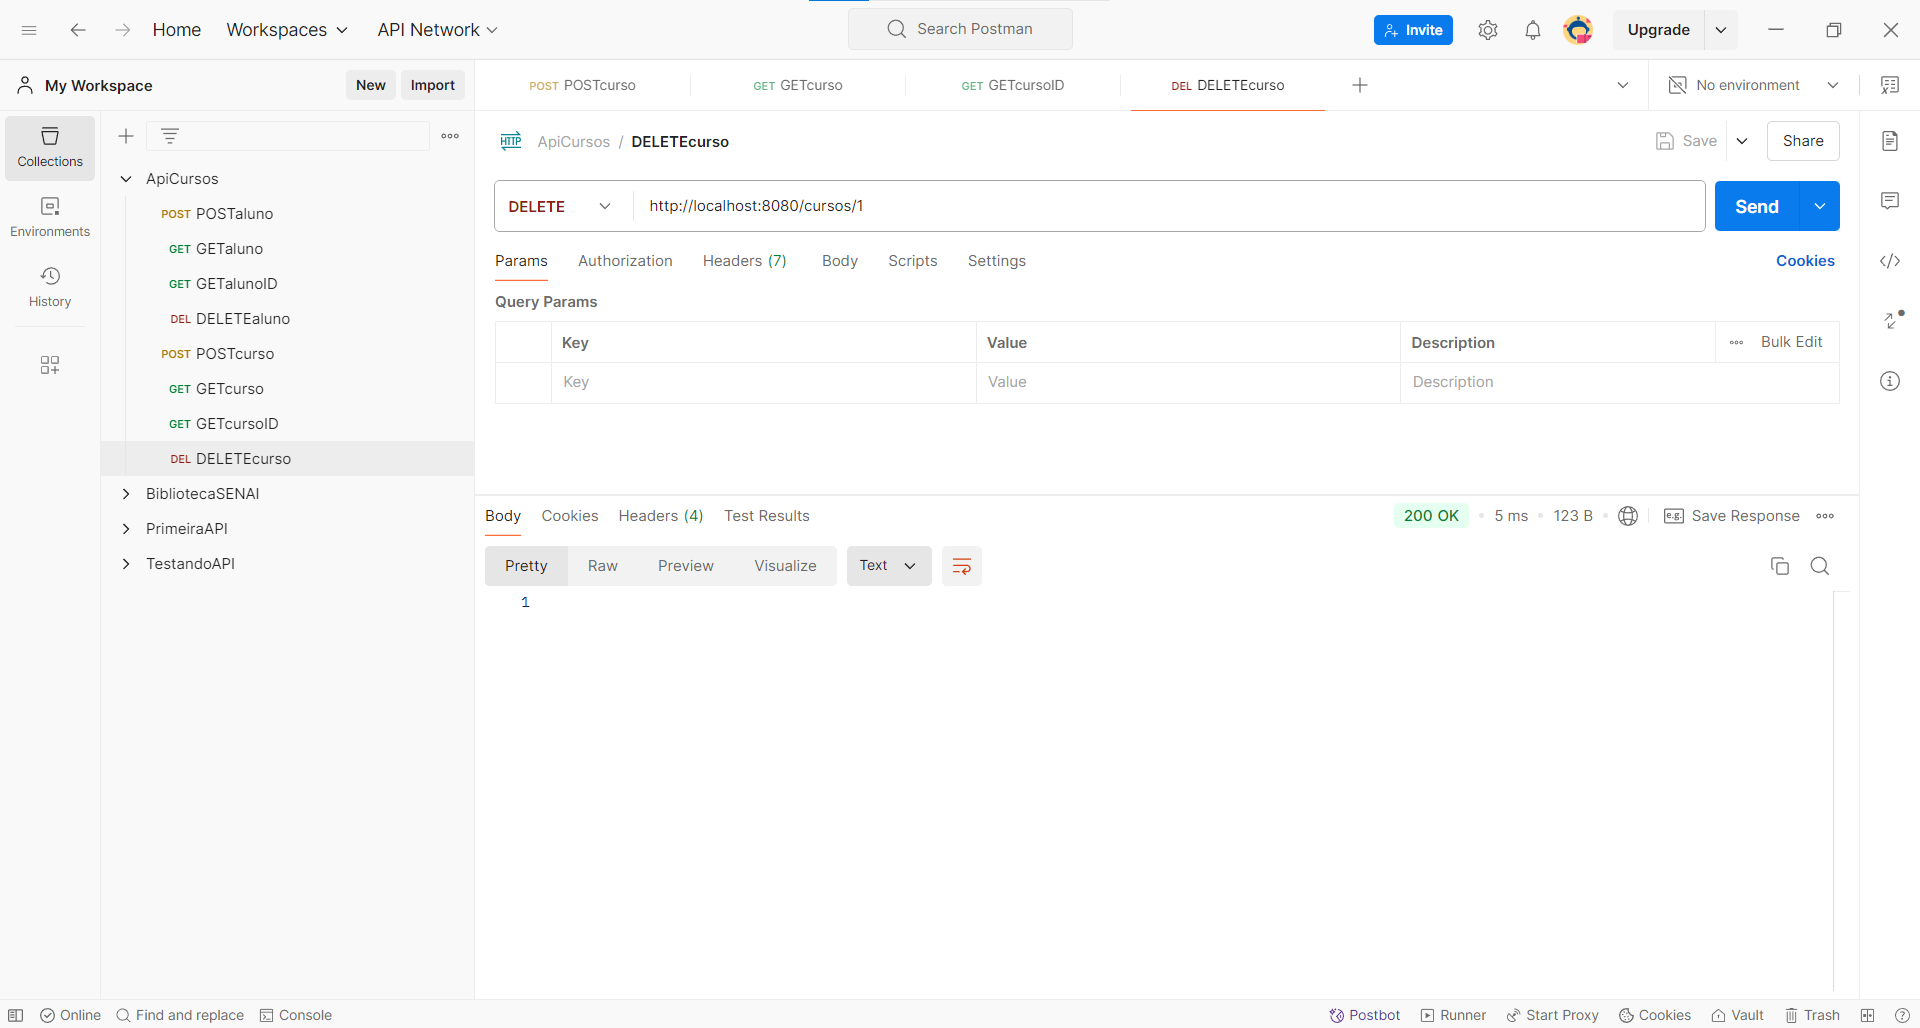 Home Workspaces API Network Search Postman Invite Upgrade
My Workspace New Import
POST POSTcurso GET GETcurso GET GETcursoID DEL DELETEcurso No environment
Collections
Environments
History
ApiCursos
POST POSTaluno
GET GETaluno
GET GETalunoID
DEL DELETEaluno
POST POSTcurso
GET GETcurso
GET GETcursoID
DEL DELETEcurso
BibliotecaSENAI
PrimeiraAPI
TestandoAPI
HTTP ApiCursos / DELETEcurso Save Share
DELETE http://localhost:8080/cursos/1 Send
Params Authorization Headers (7) Body Scripts Settings Cookies
Query Params
Key Value Description Bulk Edit
Key Value Description
Body Cookies Headers (4) Test Results 200 OK 5 ms 123 B e.g. Save Response
Pretty Raw Preview Visualize Text
1
Online Find and replace Console Postbot Runner Start Proxy Cookies Vault Trash